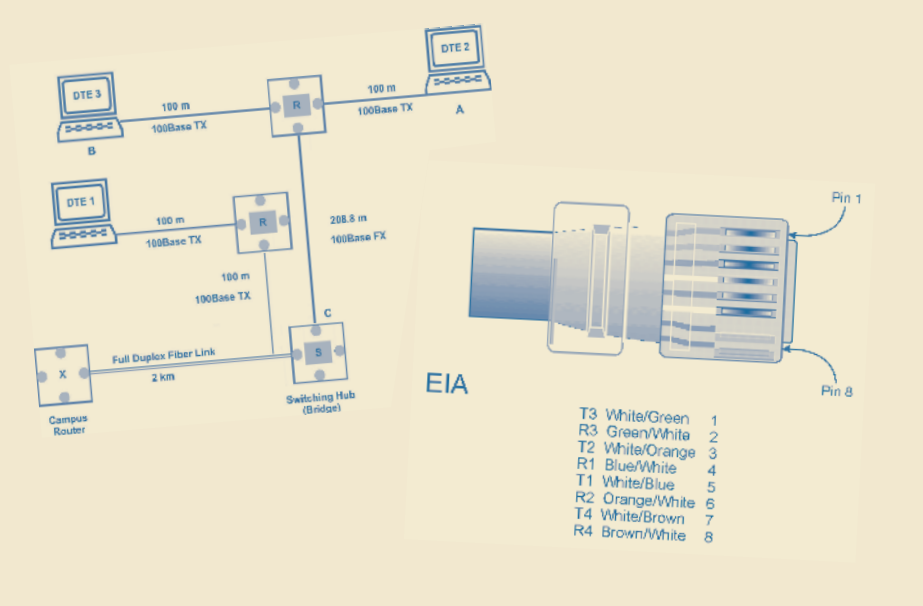 DTE 2
DTE 3
100 m
100Base TX
R
100 m
100Base TX
A
B
DTE 1
100 m
100Base TX
R
208.8 m
100Base FX
100 m
100Base TX
C
S
X
Full Duplex Fiber Link
2 km
Campus
Router
Switching Hub
(Bridge)
Pin 1
Pin 8
EIA
T3 White/Green 1
R3 Green/White 2
T2 White/Orange 3
R1 Blue/White 4
T1 White/Blue 5
R2 Orange/White 6
T4 White/Brown 7
R4 Brown/White 8